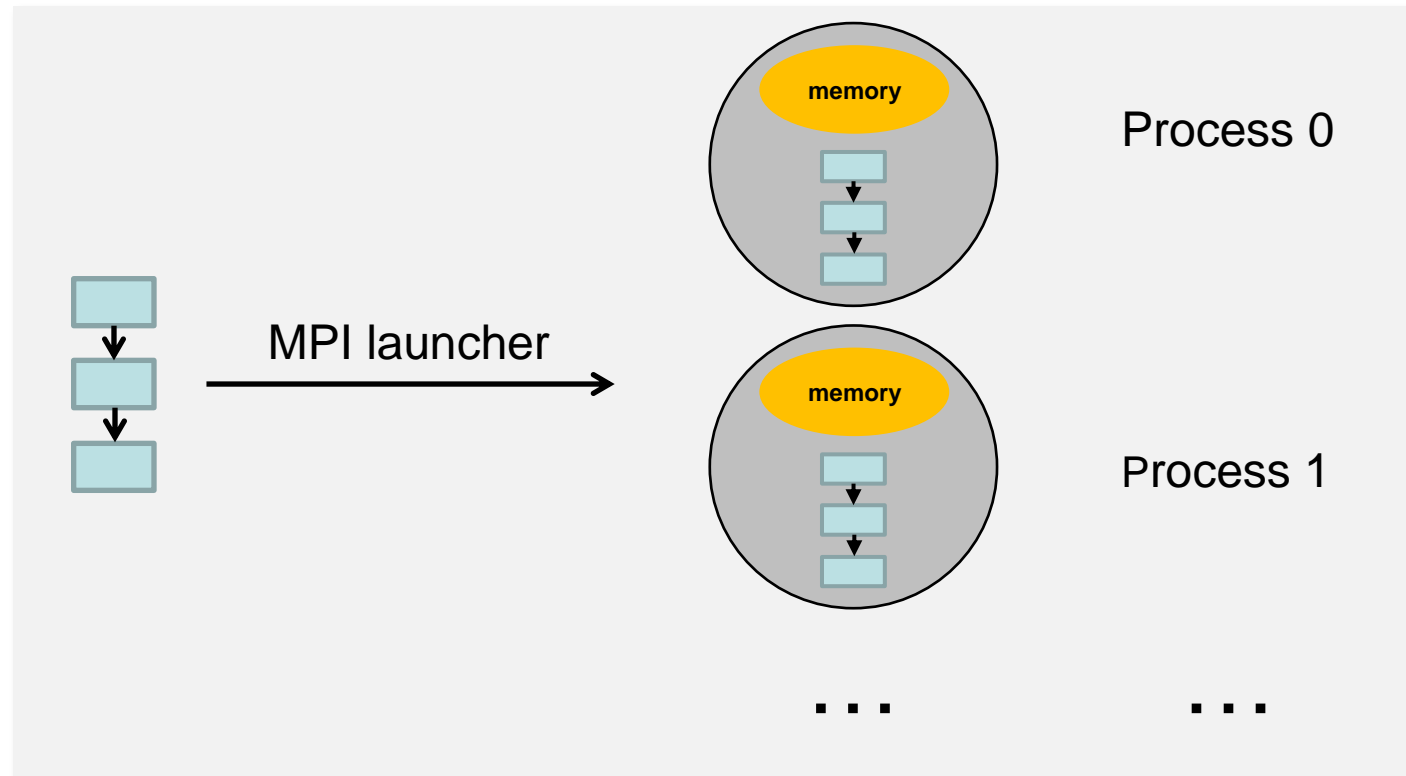 memory
Process 0
MPI launcher
memory
Process 1
... ...